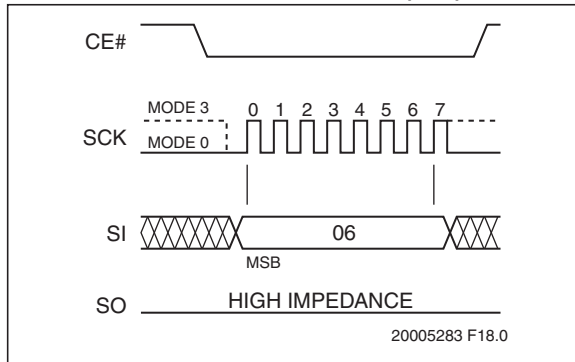 CE#
MODE 3
0 1 2 3 4 5 6 7
SCK
MODE 0
SI
06
MSB
SO
HIGH IMPEDANCE
20005283 F18.0